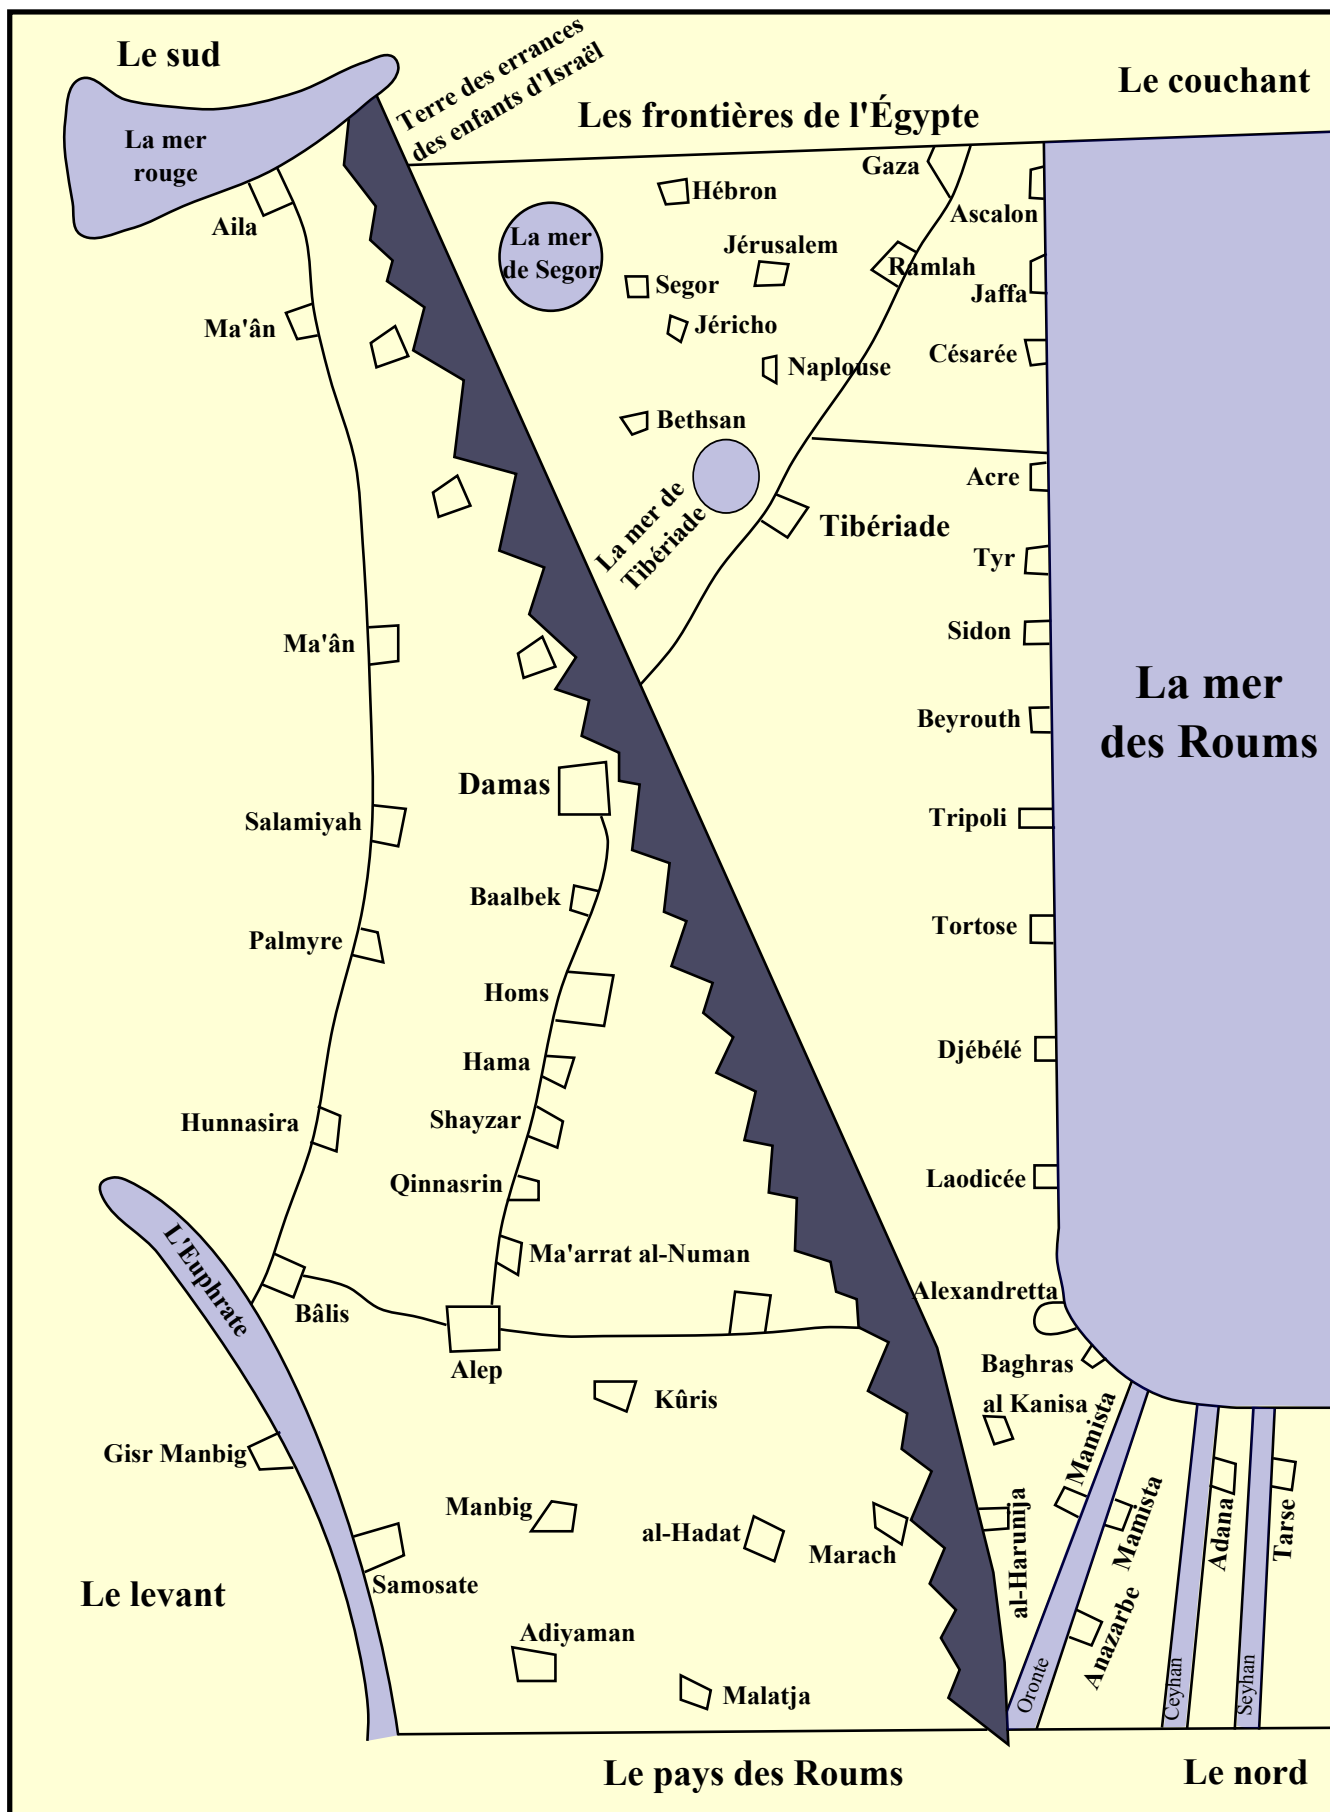 Le sud
Terre des errances
des enfants d'Israël
Le couchant
Les frontières de l'Égypte
La mer
rouge
Gaza
Hébron
Ascalon
Aila
La mer
de Segor
Jérusalem
Ramlah
Segor
Jaffa
Ma'ân
Jéricho
Césarée
Naplouse
Bethsan
Acre
La mer de
Tibériade
Tibériade
Tyr
Sidon
Ma'ân
La mer
des Roums
Beyrouth
Damas
Salamiyah
Tripoli
Baalbek
Tortose
Palmyre
Homs
Djébélé
Hama
Hunnasira
Shayzar
Laodicée
Qinnasrin
L'Euphrate
Ma'arrat al-Numan
Alexandretta
Bâlis
Alep
Baghras
Kûris
al Kanisa
Mamista
Gisr Manbig
Manbig
al-Hadat
Marach
al-Harunija
Mamista
Adana
Tarse
Samosate
Le levant
Adiyaman
Anazarbe
Malatja
Oronte
Ceyhan
Seyhan
Le pays des Roums
Le nord